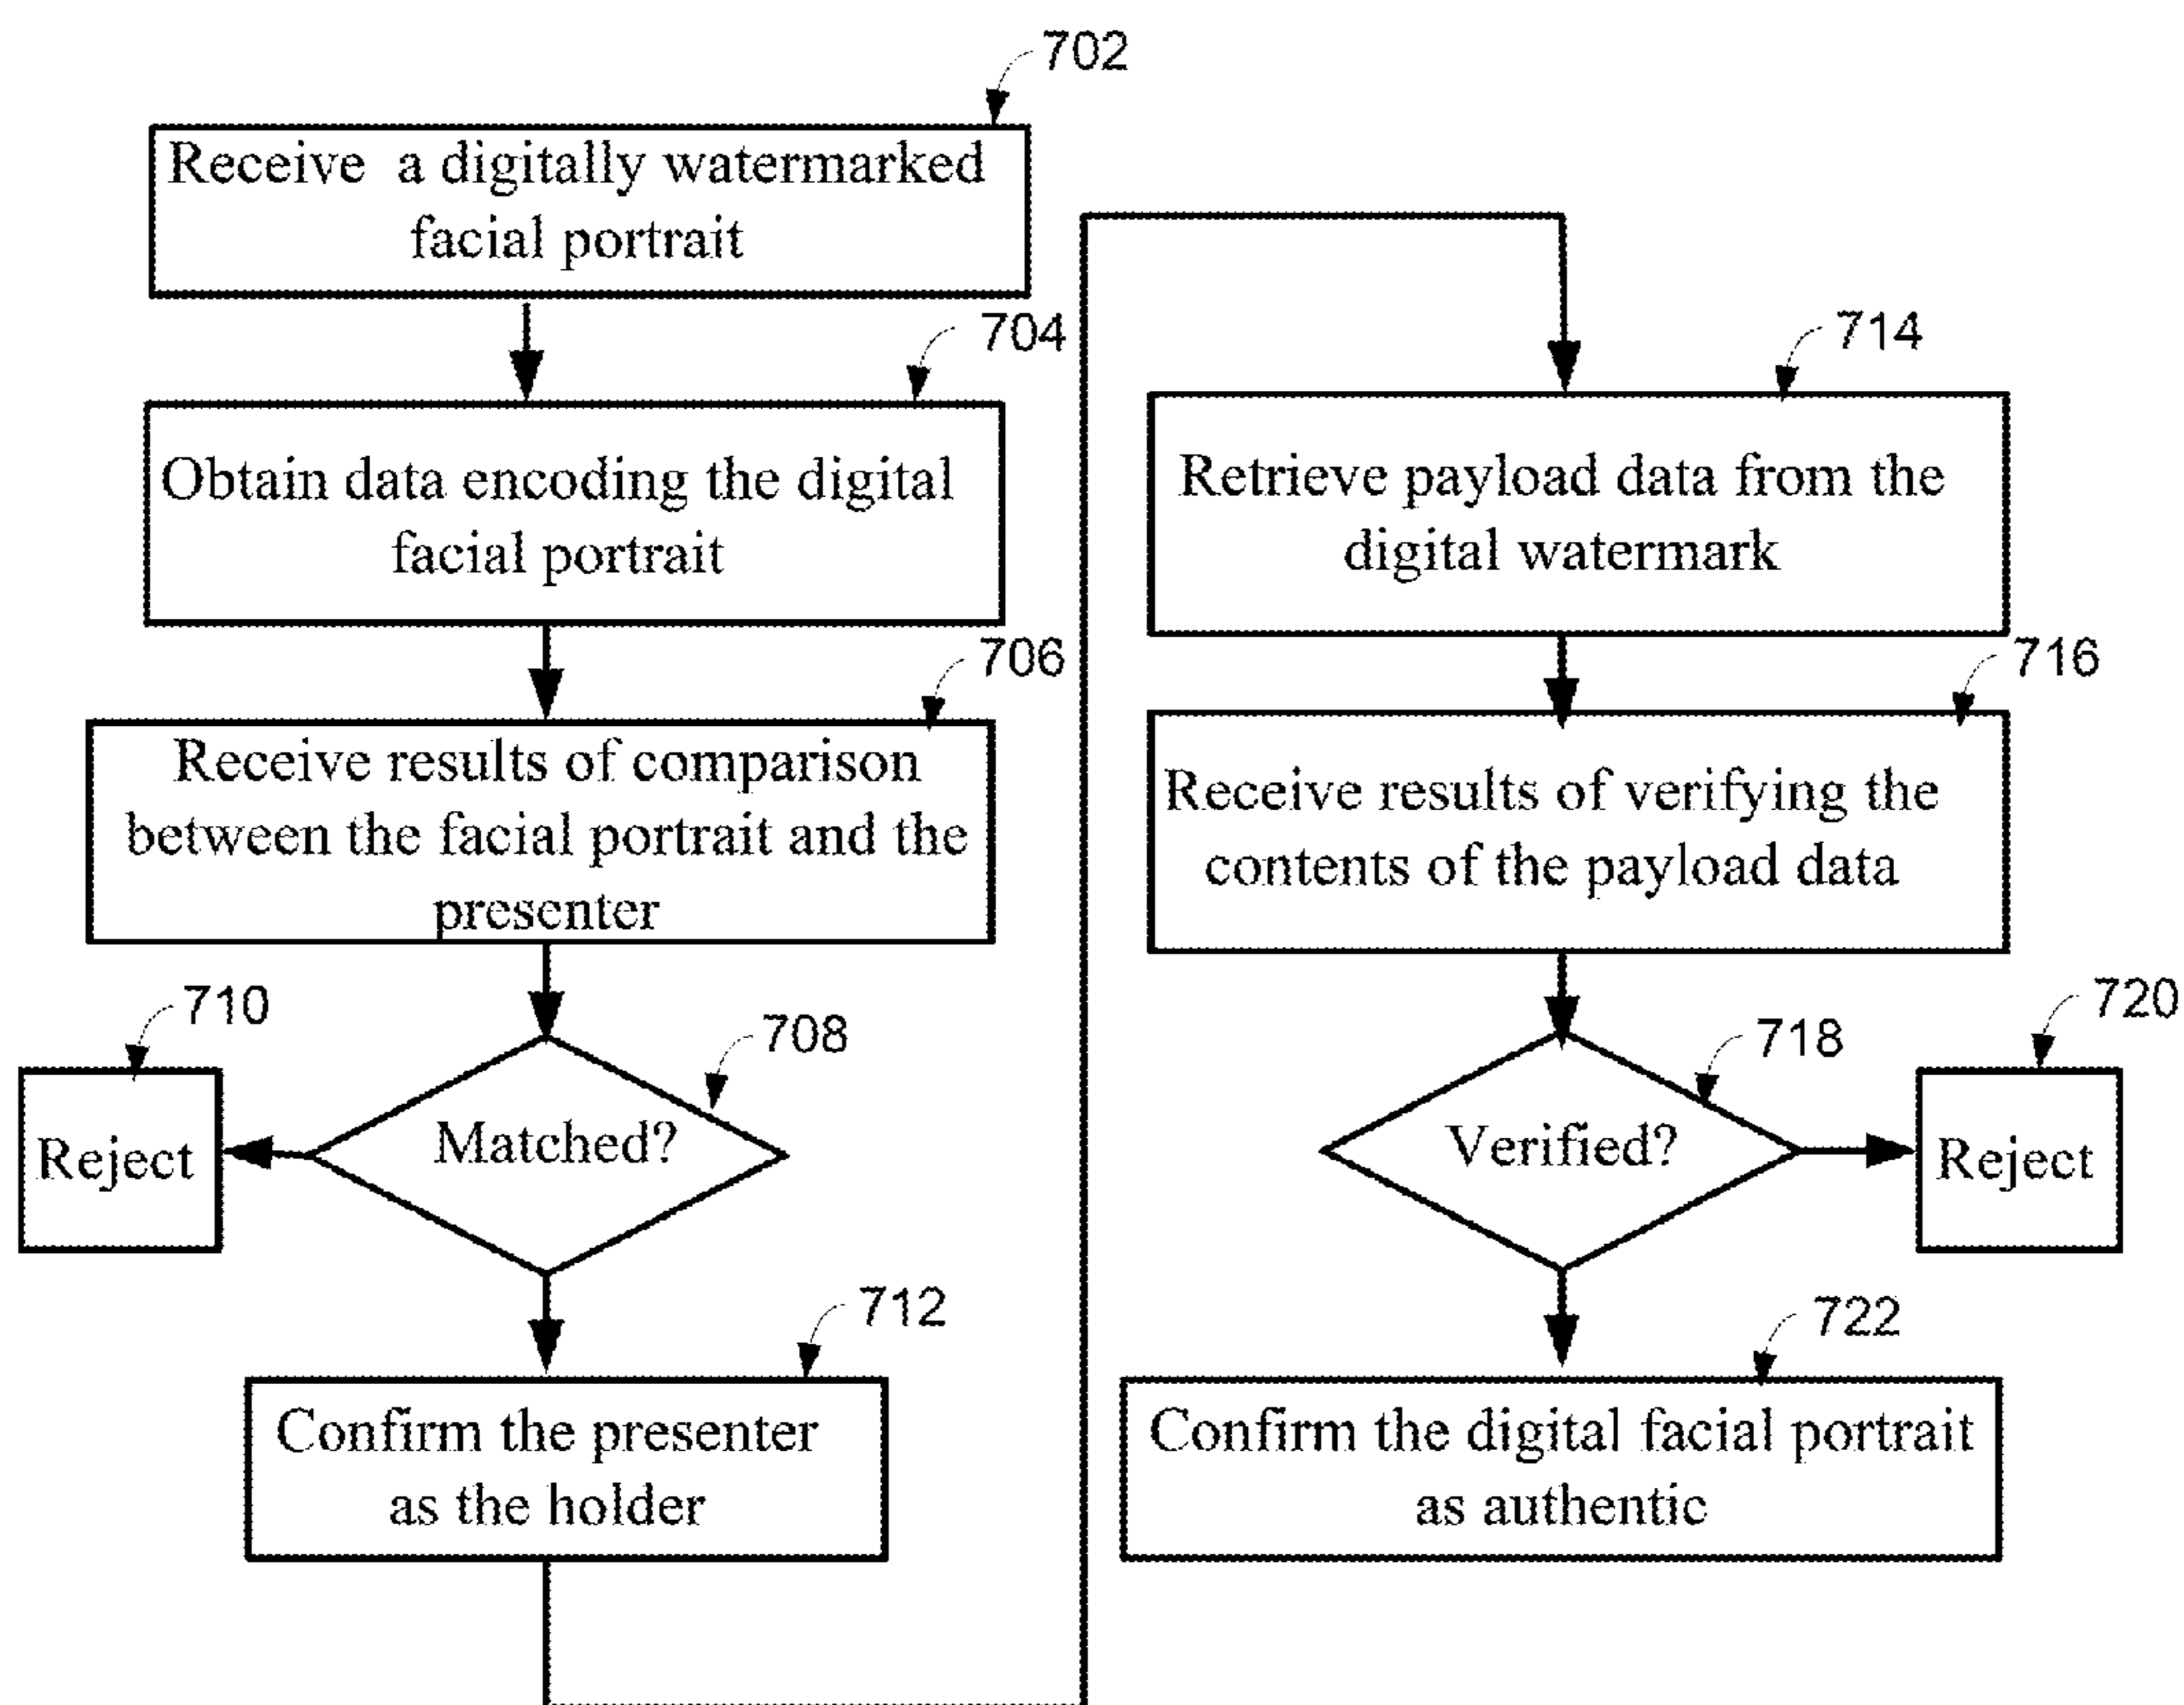 702
Receive a digitally watermarked
facial portrait
704
Obtain data encoding the digital
facial portrait
706
Receive results of comparison
between the facial portrait and the
presenter
710
708
Reject
Matched?
712
Confirm the presenter
as the holder
714
Retrieve payload data from the
digital watermark
716
Receive results of verifying the
contents of the payload data
718
720
Verified?
Reject
722
Confirm the digital facial portrait
as authentic